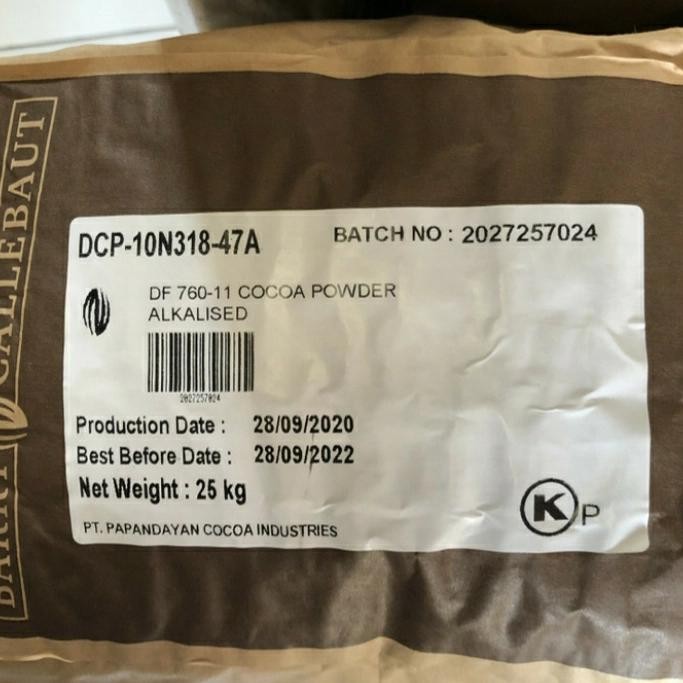 BARRY CALLEBAUT
DCP-10N318-47A BATCH NO : 2027257024
DF 760-11 COCOA POWDER
ALKALISED
2027257024
Production Date : 28/09/2020
Best Before Date : 28/09/2022
Net Weight : 25 kg
PT. PAPANDAYAN COCOA INDUSTRIES
K P